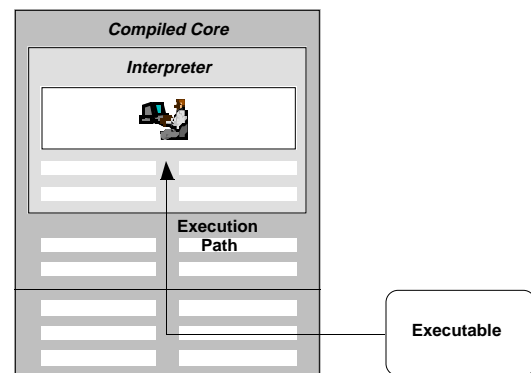 Compiled Core
Interpreter
Execution
Path
Executable